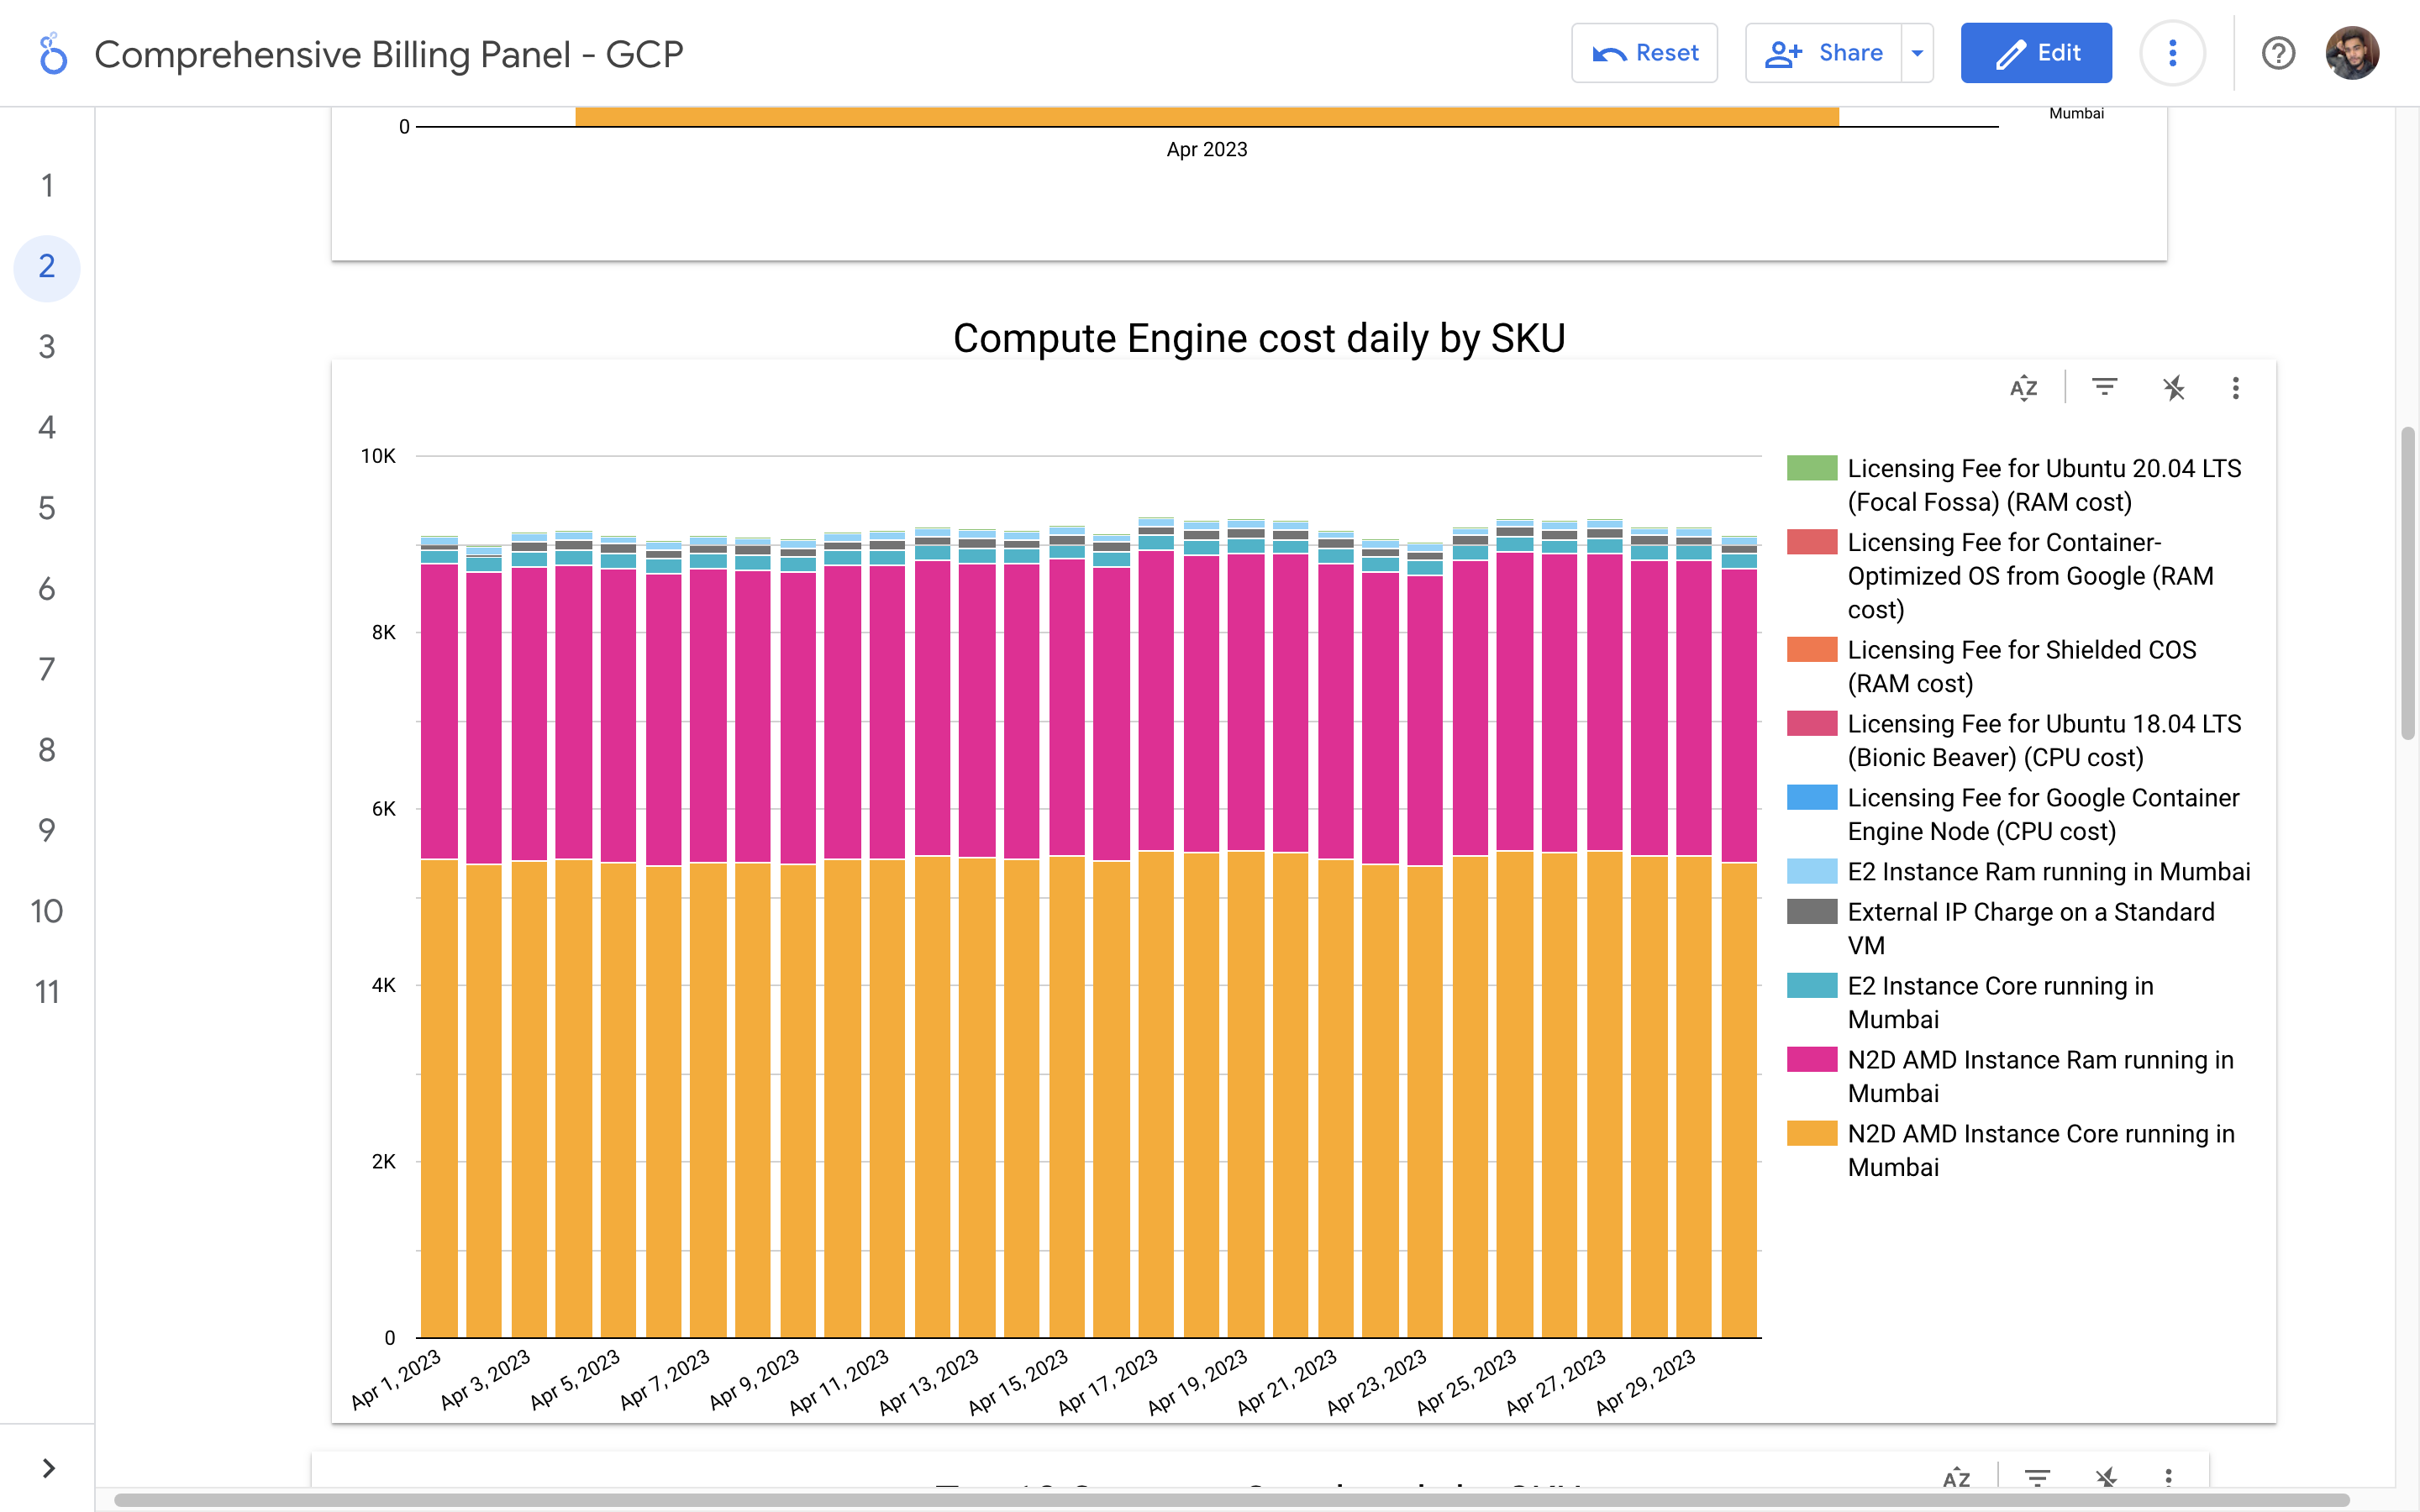 Comprehensive Billing Panel - GCP
Reset
Share
Edit
1
2
3
4
5
6
7
8
9
10
11
0
Apr 2023
Mumbai
Compute Engine cost daily by SKU
10K
8K
6K
4K
2K
0
Apr 1, 2023
Apr 3, 2023
Apr 5, 2023
Apr 7, 2023
Apr 9, 2023
Apr 11, 2023
Apr 13, 2023
Apr 15, 2023
Apr 17, 2023
Apr 19, 2023
Apr 21, 2023
Apr 23, 2023
Apr 25, 2023
Apr 27, 2023
Apr 29, 2023
Licensing Fee for Ubuntu 20.04 LTS
(Focal Fossa) (RAM cost)
Licensing Fee for Container-
Optimized OS from Google (RAM
cost)
Licensing Fee for Shielded COS
(RAM cost)
Licensing Fee for Ubuntu 18.04 LTS
(Bionic Beaver) (CPU cost)
Licensing Fee for Google Container
Engine Node (CPU cost)
E2 Instance Ram running in Mumbai
External IP Charge on a Standard
VM
E2 Instance Core running in
Mumbai
N2D AMD Instance Ram running in
Mumbai
N2D AMD Instance Core running in
Mumbai